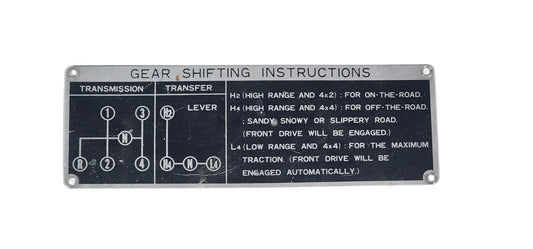 GEAR SHIFTING INSTRUCTIONS
TRANSMISSION
TRANSFER
1 3
N
R 2 4
H2
LEVER
H4 N L4
H2 (HIGH RANGE AND 4x2) : FOR ON-THE-ROAD.
H4 (HIGH RANGE AND 4x4) : FOR OFF-THE-ROAD.
; SANDY, SNOWY OR SLIPPERY ROAD.
(FRONT DRIVE WILL BE ENGAGED.)
L4 (LOW RANGE AND 4x4) : FOR THE MAXIMUM
TRACTION. (FRONT DRIVE WILL BE
ENGAGED AUTOMATICALLY.)